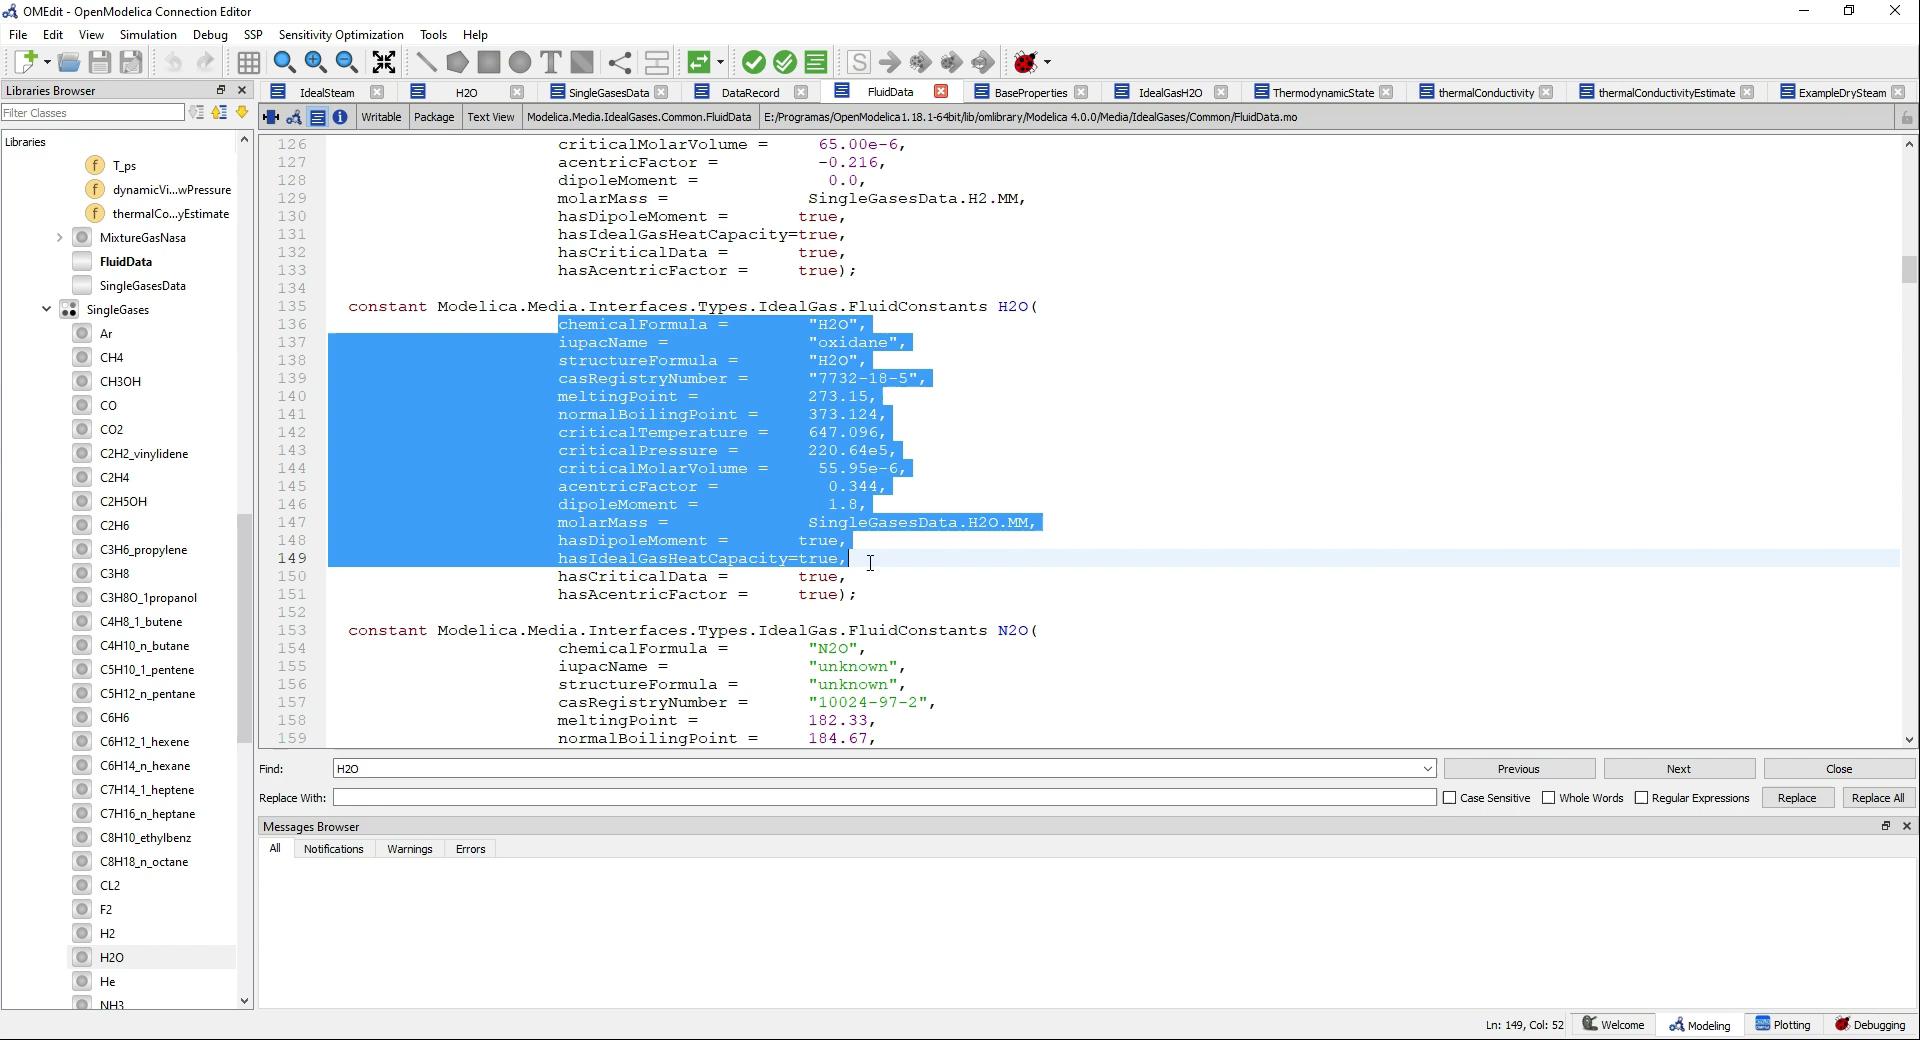 OMEdit - OpenModelica Connection Editor
File Edit View Simulation Debug SSP Sensitivity Optimization Tools Help
Libraries Browser
IdealSteam H2O SingleGasesData DataRecord FluidData BaseProperties IdealGasH2O ThermodynamicState thermalConductivity thermalConductivityEstimate ExampleDrySteam
Filter Classes
Writable Package Text View Modelica.Media.IdealGases.Common.FluidData E:/Programas/OpenModelica1.18.1-64bit/lib/omlibrary/Modelica 4.0.0/Media/IdealGases/Common/FluidData.mo
Libraries
T_ps
dynamicVi...wPressure
thermalCo...yEstimate
MixtureGasNasa
FluidData
SingleGasesData
SingleGases
Ar
CH4
CH3OH
CO
CO2
C2H2_vinylidene
C2H4
C2H5OH
C2H6
C3H6_propylene
C3H8
C3H8O_1propanol
C4H8_1_butene
C4H10_n_butane
C5H10_1_pentene
C5H12_n_pentane
C6H6
C6H12_1_hexene
C6H14_n_hexane
C7H14_1_heptene
C7H16_n_heptane
C8H10_ethylbenz
C8H18_n_octane
CL2
F2
H2
H2O
He
NH3
126 criticalMolarVolume = 65.00e-6,
127 acentricFactor = -0.216,
128 dipoleMoment = 0.0,
129 molarMass = SingleGasesData.H2.MM,
130 hasDipoleMoment = true,
131 hasIdealGasHeatCapacity=true,
132 hasCriticalData = true,
133 hasAcentricFactor = true);
134
135 constant Modelica.Media.Interfaces.Types.IdealGas.FluidConstants H2O(
136 chemicalFormula = "H2O",
137 iupacName = "oxidane",
138 structureFormula = "H2O",
139 casRegistryNumber = "7732-18-5",
140 meltingPoint = 273.15,
141 normalBoilingPoint = 373.124,
142 criticalTemperature = 647.096,
143 criticalPressure = 220.64e5,
144 criticalMolarVolume = 55.95e-6,
145 acentricFactor = 0.344,
146 dipoleMoment = 1.8,
147 molarMass = SingleGasesData.H2O.MM,
148 hasDipoleMoment = true,
149 hasIdealGasHeatCapacity=true,
150 hasCriticalData = true,
151 hasAcentricFactor = true);
152
153 constant Modelica.Media.Interfaces.Types.IdealGas.FluidConstants N2O(
154 chemicalFormula = "N2O",
155 iupacName = "unknown",
156 structureFormula = "unknown",
157 casRegistryNumber = "10024-97-2",
158 meltingPoint = 182.33,
159 normalBoilingPoint = 184.67,
Find: H2O Previous Next Close
Replace With: Case Sensitive Whole Words Regular Expressions Replace Replace All
Messages Browser
All Notifications Warnings Errors
Ln: 149, Col: 52 Welcome Modeling Plotting Debugging